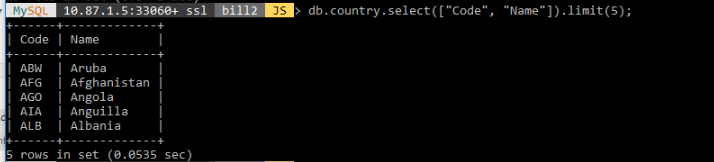 MySQL 10.87.1.5:33060+ ssl bill2 JS > db.country.select(["Code", "Name"]).limit(5);
+------+-------------+
| Code | Name        |
+------+-------------+
| ABW  | Aruba       |
| AFG  | Afghanistan |
| AGO  | Angola      |
| AIA  | Anguilla    |
| ALB  | Albania     |
+------+-------------+
5 rows in set (0.0535 sec)